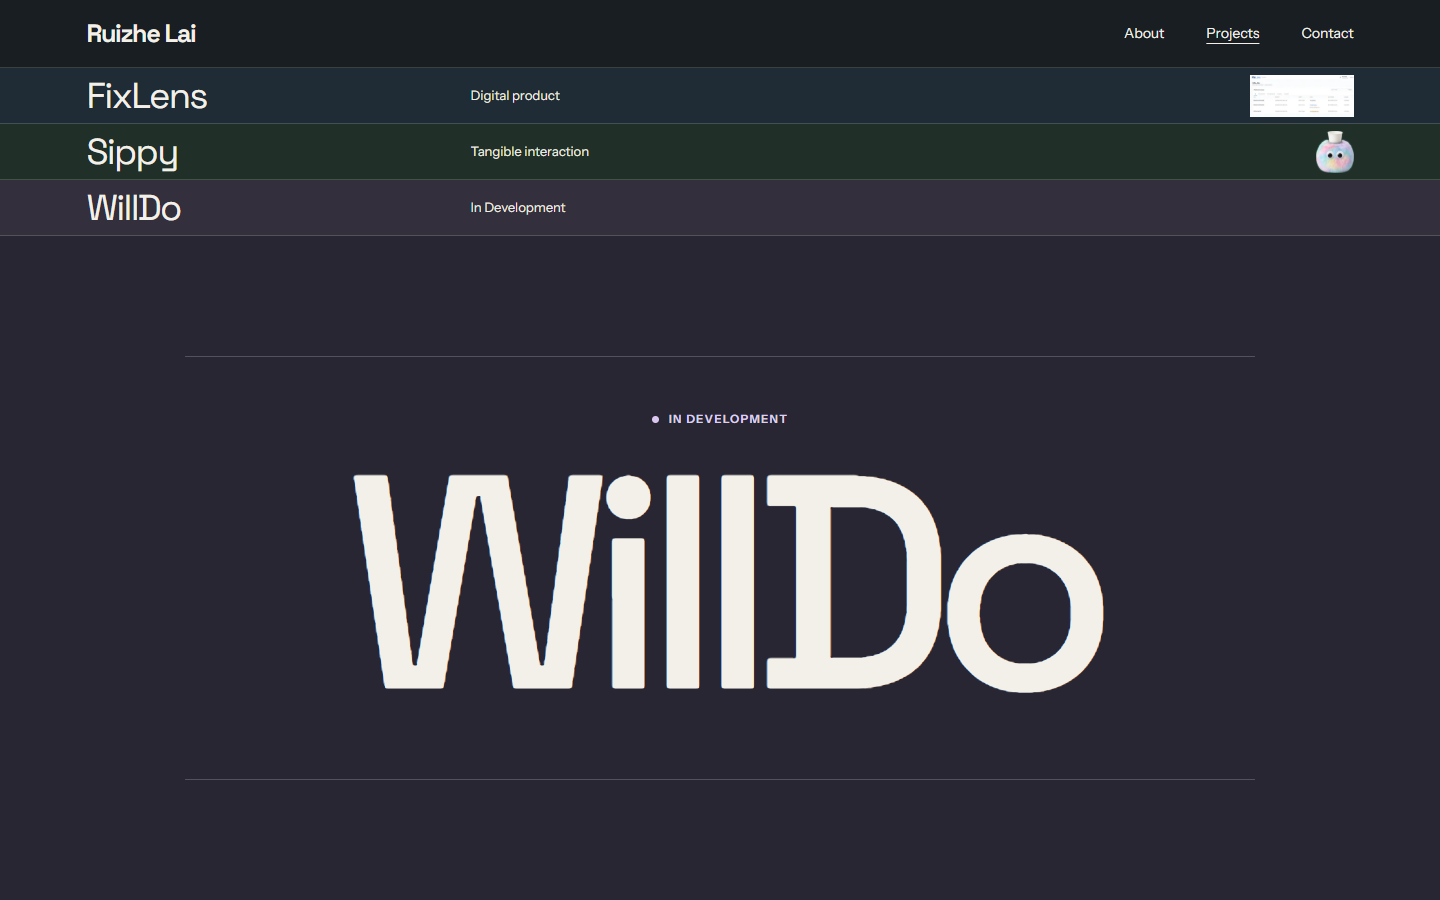 Ruizhe Lai
About Projects Contact
FixLens Digital product
Sippy Tangible interaction
WillDo In Development
IN DEVELOPMENT
WillDo